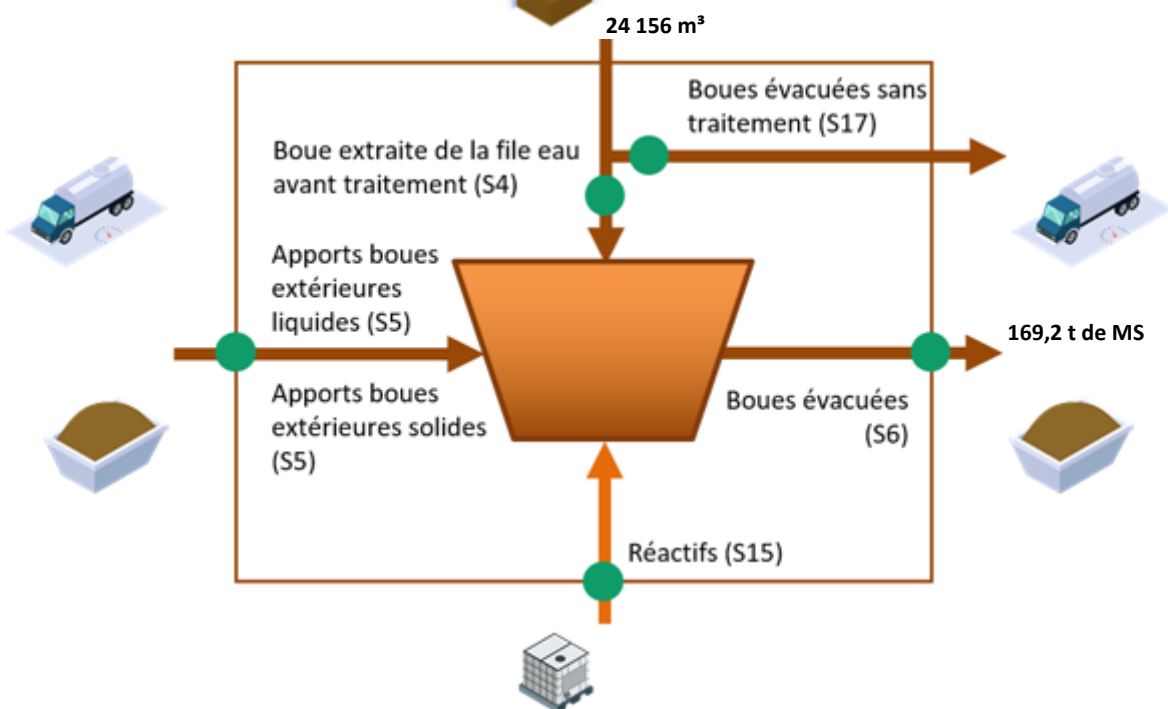 24 156 m³
Boues évacuées sans
traitement (S17)
Boue extraite de la file eau
avant traitement (S4)
Apports boues
extérieures
liquides (S5)
169,2 t de MS
Apports boues
extérieures solides
(S5)
Boues évacuées
(S6)
Réactifs (S15)